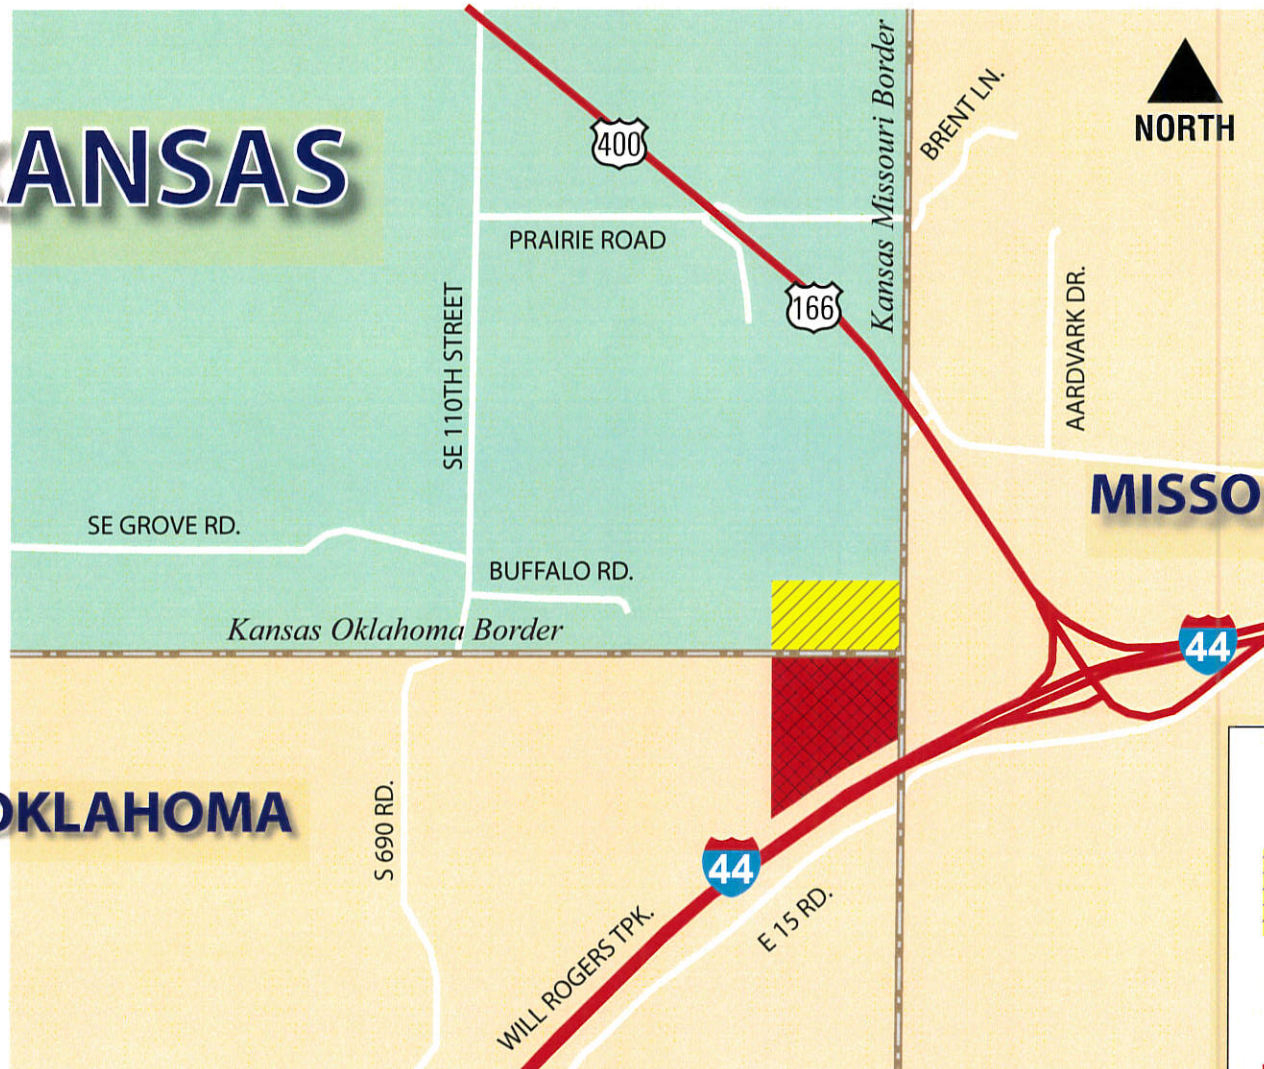 KANSAS
400
PRAIRIE ROAD
166
Kansas Missouri Border
BRENT LN.
NORTH
AARDVARK DR.
SE 110TH STREET
MISSO
SE GROVE RD.
BUFFALO RD.
Kansas Oklahoma Border
44
OKLAHOMA
S 690 RD.
44
E 15 RD.
WILL ROGERS TPK.